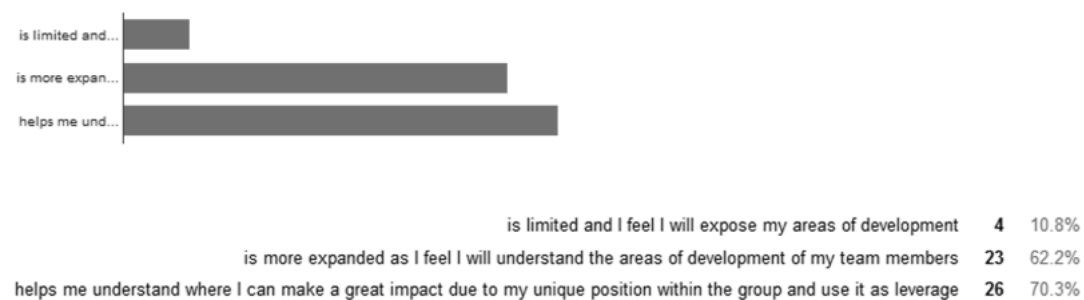 is limited and...
is more expan...
helps me und...
is limited and I feel I will expose my areas of development 4 10.8%
is more expanded as I feel I will understand the areas of development of my team members 23 62.2%
helps me understand where I can make a great impact due to my unique position within the group and use it as leverage 26 70.3%